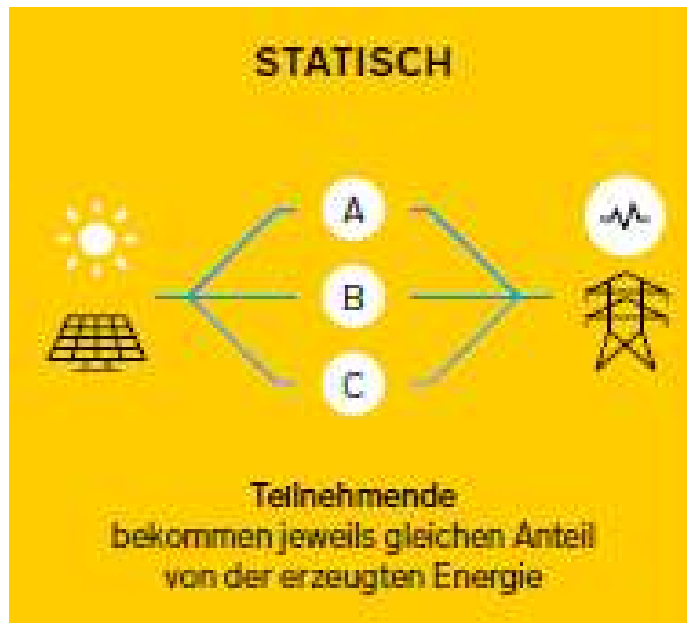 STATISCH
A
B
C
Teilnehmende
bekommen jeweils gleichen Anteil
von der erzeugten Energie